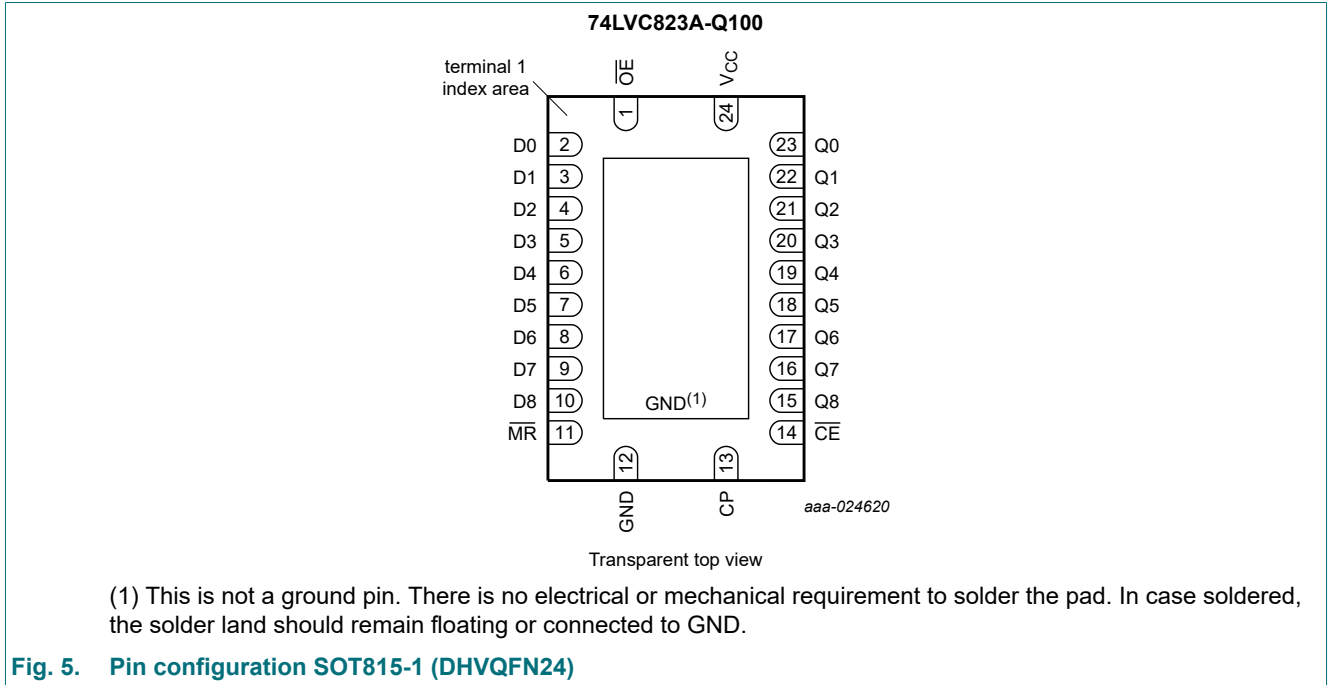 74LVC823A-Q100
terminal 1
index area
OE
VCC
1
24
D0 2
23 Q0
D1 3
22 Q1
D2 4
21 Q2
D3 5
20 Q3
D4 6
19 Q4
D5 7
18 Q5
D6 8
17 Q6
D7 9
16 Q7
D8 10
GND(1)
15 Q8
MR 11
14 CE
12
13
GND
CP
aaa-024620
Transparent top view
(1) This is not a ground pin. There is no electrical or mechanical requirement to solder the pad. In case soldered,
the solder land should remain floating or connected to GND.
Fig. 5. Pin configuration SOT815-1 (DHVQFN24)